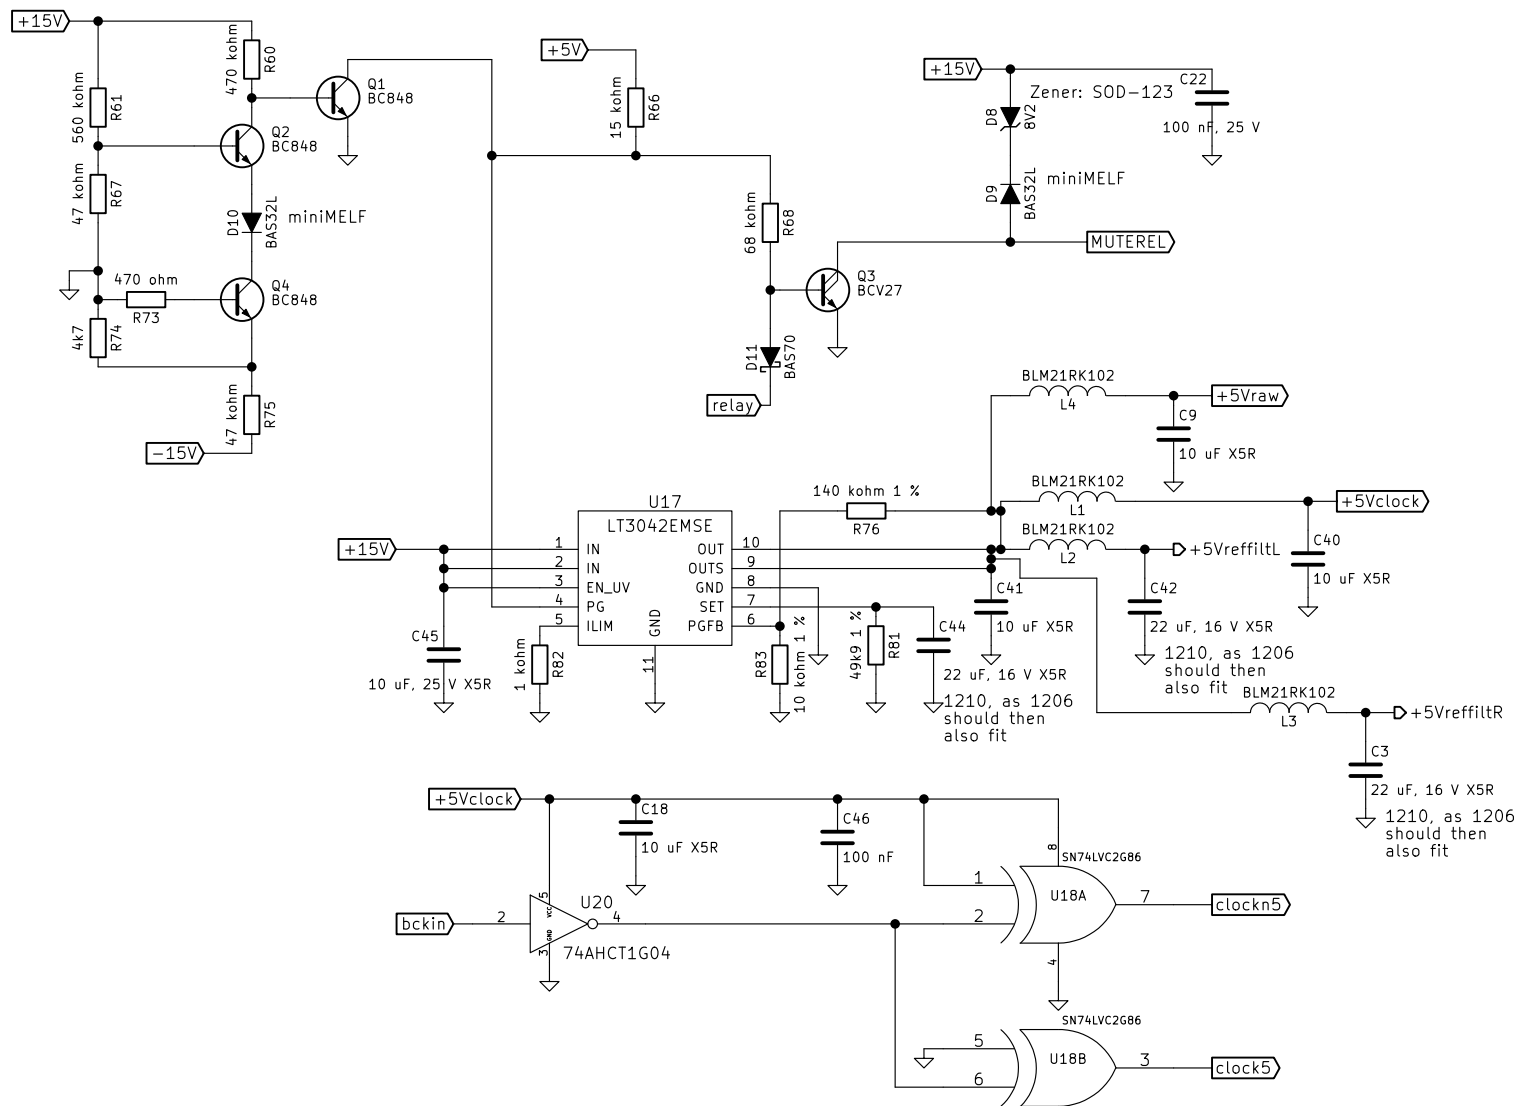 +15V
470 kohm
R60
Q1
BC848
560 kohm
R61
Q2
BC848
47 kohm
R67
D10
BAS32L
miniMELF
470 ohm
R73
Q4
BC848
4k7
R74
47 kohm
R75
-15V
+5V
15 kohm
R66
68 kohm
R68
Q3
BCV27
D11
BAS70
relay
+15V
C22
Zener: SOD-123
D8
8V2
100 nF, 25 V
D9
BAS32L
miniMELF
MUTEREL
BLM21RK102
L4
+5Vraw
C9
10 uF X5R
140 kohm 1 %
R76
BLM21RK102
L1
+5Vclock
BLM21RK102
L2
+5VreffiltL
C40
10 uF X5R
U17
LT3042EMSE
+15V
1 IN OUT 10
2 IN OUTS 9
3 EN_UV GND 8
4 PG SET 7
5 ILIM PGFB 6
GND
11
C45
10 uF, 25 V X5R
1 kohm
R82
R83
10 kohm 1 %
49k9 1 %
R81
C44
22 uF, 16 V X5R
1210, as 1206
should then
also fit
C41
10 uF X5R
C42
22 uF, 16 V X5R
1210, as 1206
should then
also fit
BLM21RK102
L3
+5VreffiltR
C3
22 uF, 16 V X5R
1210, as 1206
should then
also fit
+5Vclock
C18
10 uF X5R
C46
100 nF
bckin
2
5
VCC
GND
3
U20
4
74AHCT1G04
SN74LVC2G86
8
1
2
U18A
7
4
clockn5
SN74LVC2G86
5
6
U18B
3
clock5